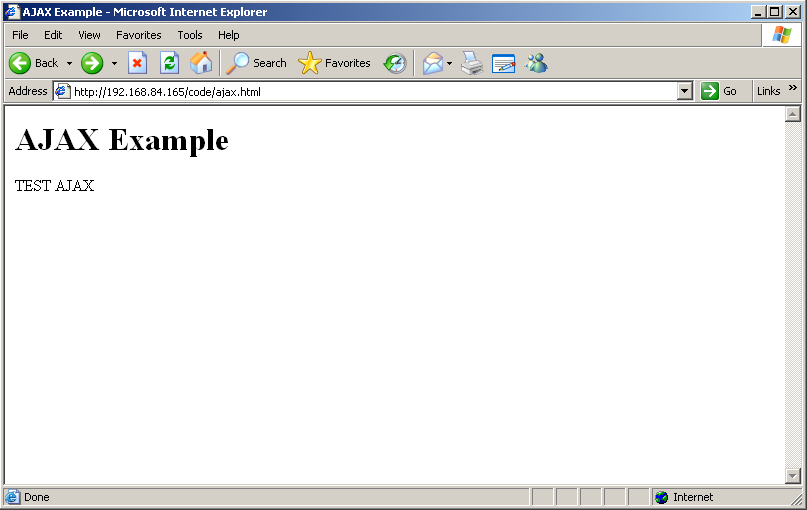 AJAX Example - Microsoft Internet Explorer
File Edit View Favorites Tools Help
Back Search Favorites
Address http://192.168.84.165/code/ajax.html Go Links »
AJAX Example
TEST AJAX
Done Internet